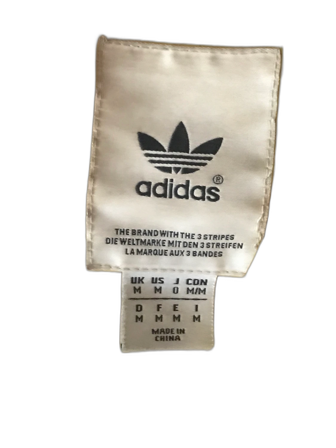 adidas®
THE BRAND WITH THE 3 STRIPES
DIE WELTMARKE MIT DEN 3 STREIFEN
LA MARQUE AUX 3 BANDES
UK US J CDN
M M O M/M
D F E I
M M M M
MADE IN
CHINA